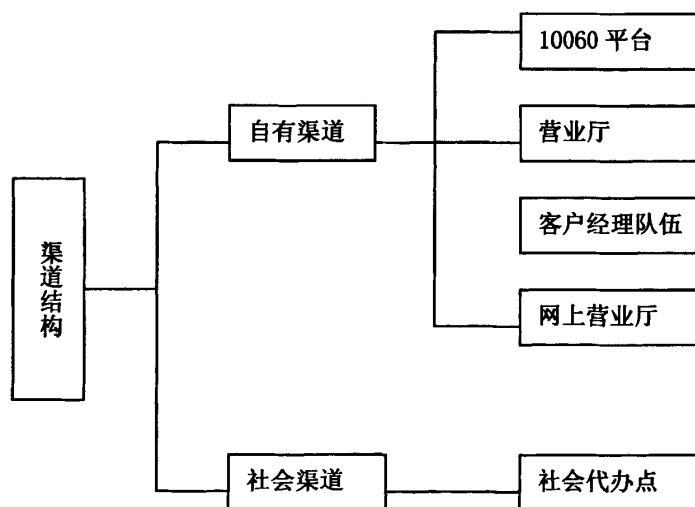 渠道结构
自有渠道
10060 平台
营业厅
客户经理队伍
网上营业厅
社会渠道
社会代办点